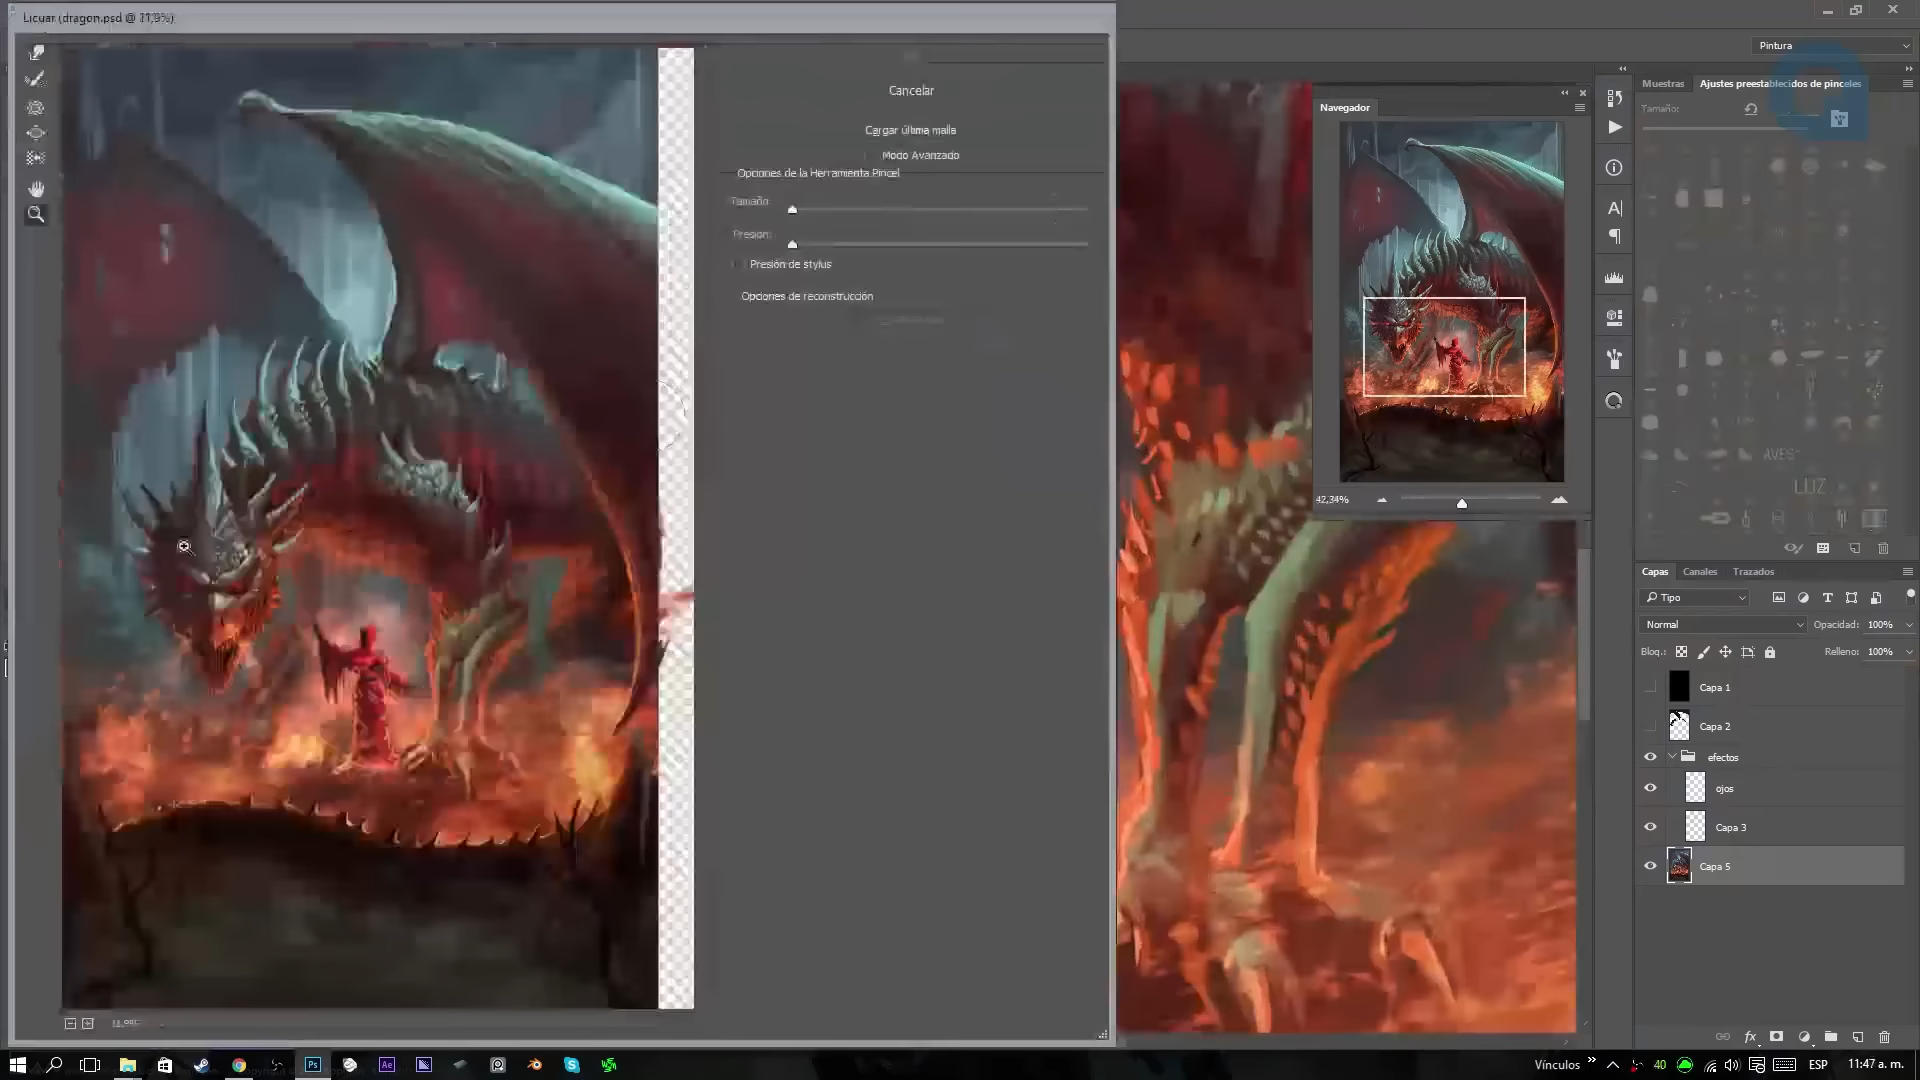 Licuar (dragon.psd @ 11,9%)
Cancelar
Cargar última malla
Modo Avanzado
Opciones de la Herramienta Pincel
Tamaño:
Presión:
Presión de stylus
Opciones de reconstrucción
Navegador
42,34%
Pintura
Muestras
Ajustes preestablecidos de pinceles
Tamaño:
AVES
LUZ
Capas
Canales
Trazados
Tipo
Normal
Opacidad:
100%
Bloq.:
Relleno:
100%
Capa 1
Capa 2
efectos
ojos
Capa 3
Capa 5
fx
Ps
Ae
Vínculos
40
ESP
11:47 a. m.